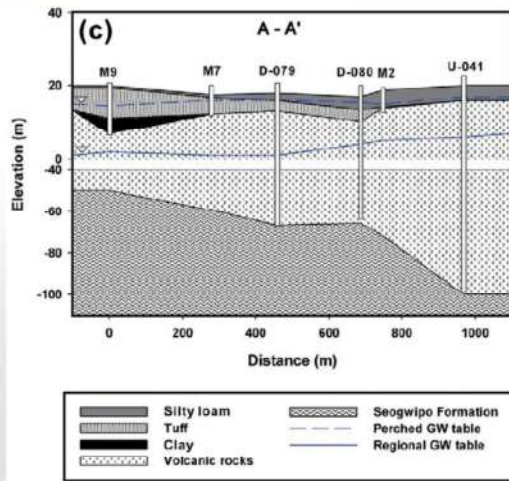 (c)
A - A'
M9 M7 D-079 D-080 M2 U-041
40
20
0
-40
-60
-80
-100
Elevation (m)
0 200 400 600 800 1000
Distance (m)
Silty loam
Tuff
Clay
Volcanic rocks
Seogwipo Formation
Perched GW table
Regional GW table